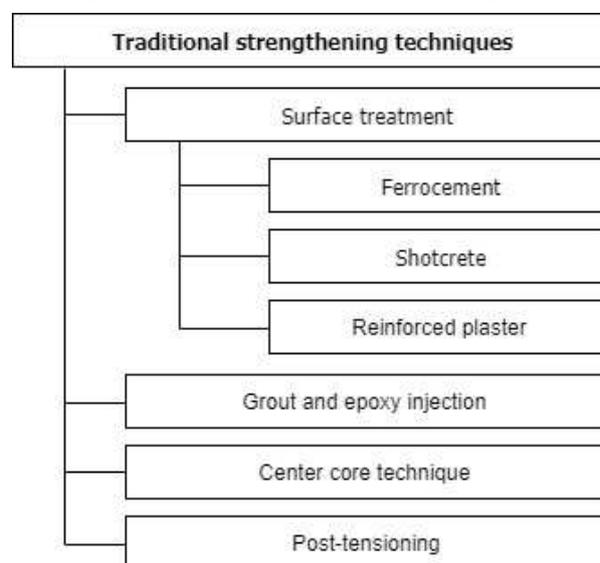 Traditional strengthening techniques
Surface treatment
Ferrocement
Shotcrete
Reinforced plaster
Grout and epoxy injection
Center core technique
Post-tensioning